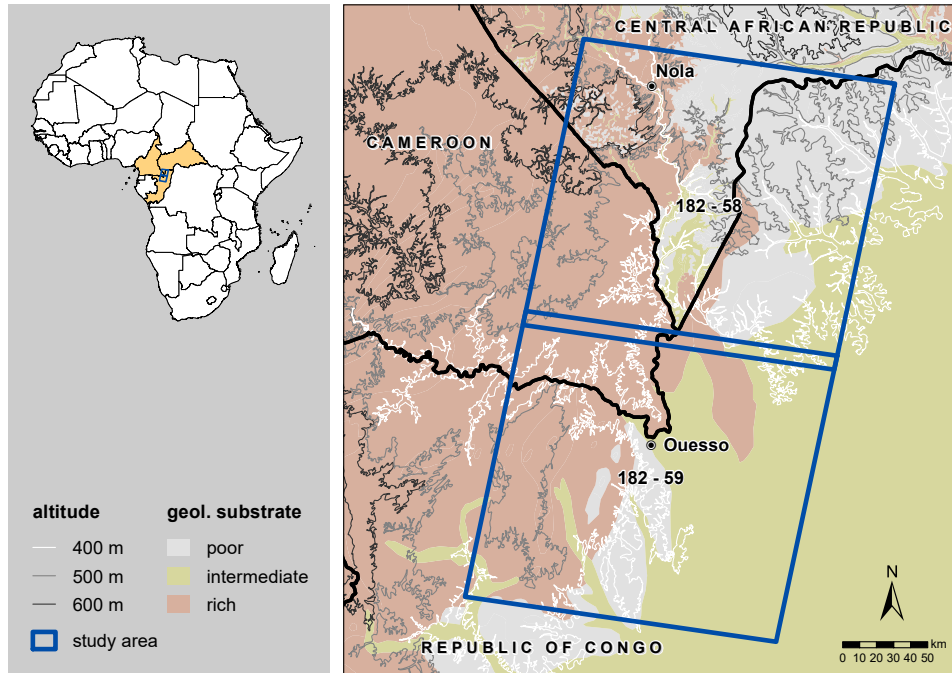 CENTRAL AFRICAN REPUBLIC
Nola
CAMEROON
182 - 58
Ouesso
182 - 59
REPUBLIC OF CONGO
N
km
0 10 20 30 40 50
altitude
400 m
500 m
600 m
study area
geol. substrate
poor
intermediate
rich